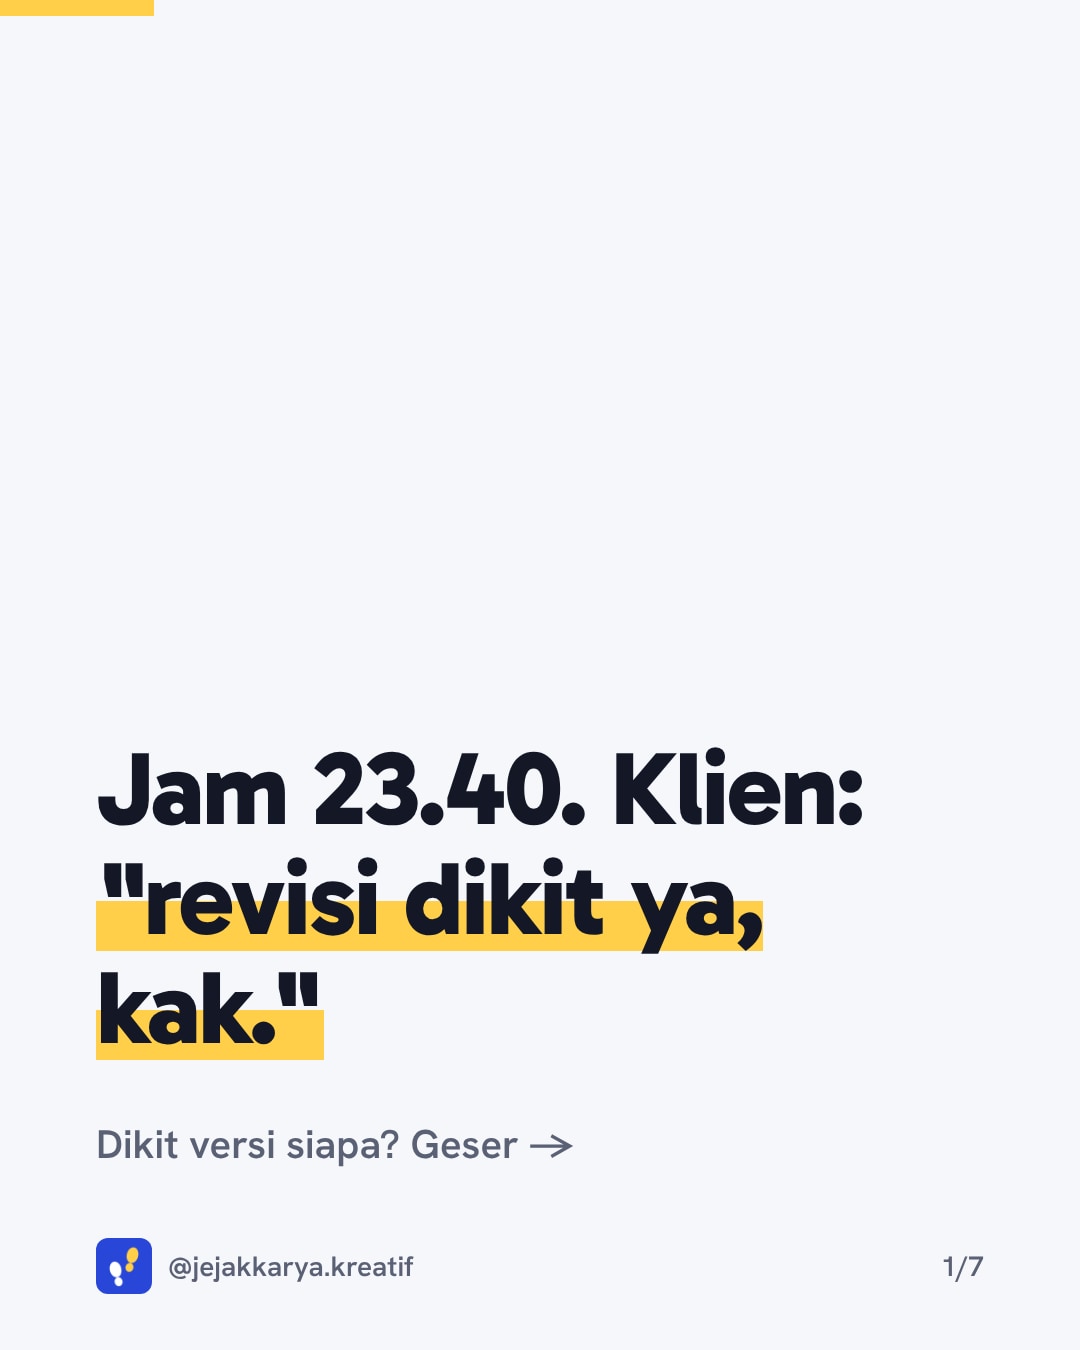 Jam 23.40. Klien:
"revisi dikit ya,
kak."
Dikit versi siapa? Geser →
@jejakkarya.kreatif
1/7